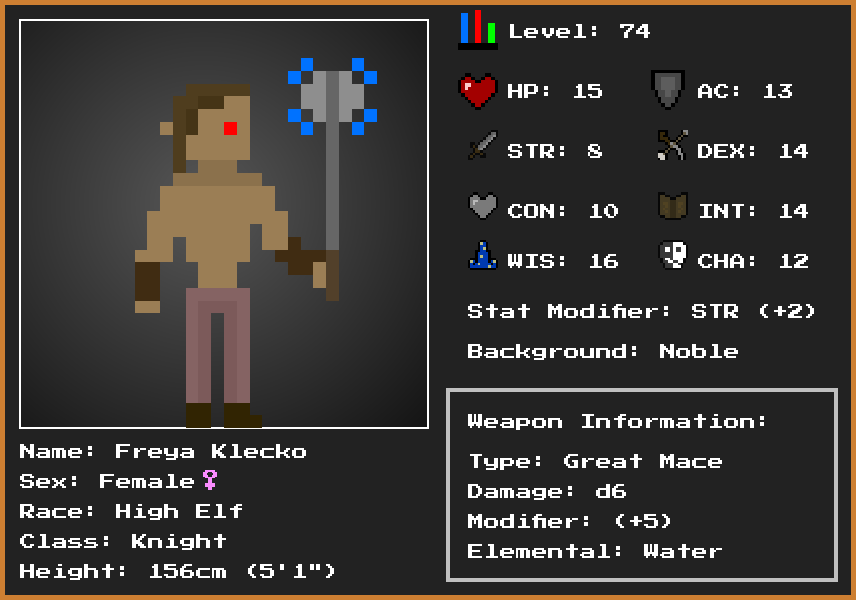 Level: 74
HP: 15
AC: 13
STR: 8
DEX: 14
CON: 10
INT: 14
WIS: 16
CHA: 12
Stat Modifier: STR (+2)
Background: Noble
Weapon Information:
Type: Great Mace
Damage: d6
Modifier: (+5)
Elemental: Water
Name: Freya Klecko
Sex: Female♀
Race: High Elf
Class: Knight
Height: 156cm (5'1")